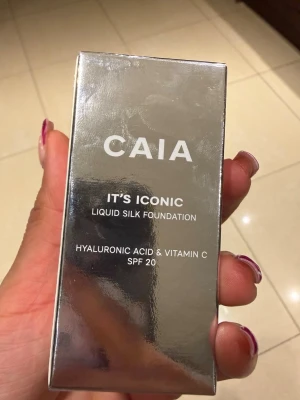 CAIA
IT'S ICONIC
LIQUID SILK FOUNDATION
HYALURONIC ACID & VITAMIN C
SPF 20